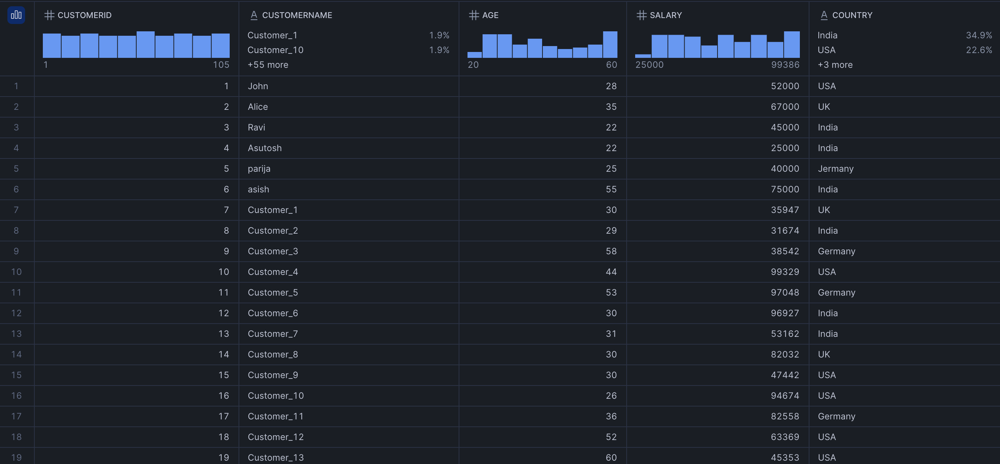 CUSTOMERID CUSTOMERNAME AGE SALARY COUNTRY
Customer_1 1.9% India 34.9%
Customer_10 1.9% USA 22.6%
1 105 +55 more 20 60 25000 99386 +3 more
1 1 John 28 52000 USA
2 2 Alice 35 67000 UK
3 3 Ravi 22 45000 India
4 4 Asutosh 22 25000 India
5 5 parija 25 40000 Jermany
6 6 asish 55 75000 India
7 7 Customer_1 30 35947 UK
8 8 Customer_2 29 31674 India
9 9 Customer_3 58 38542 Germany
10 10 Customer_4 44 99329 USA
11 11 Customer_5 53 97048 Germany
12 12 Customer_6 30 96927 India
13 13 Customer_7 31 53162 India
14 14 Customer_8 30 82032 UK
15 15 Customer_9 30 47442 USA
16 16 Customer_10 26 94674 USA
17 17 Customer_11 36 82558 Germany
18 18 Customer_12 52 63369 USA
19 19 Customer_13 60 45353 USA